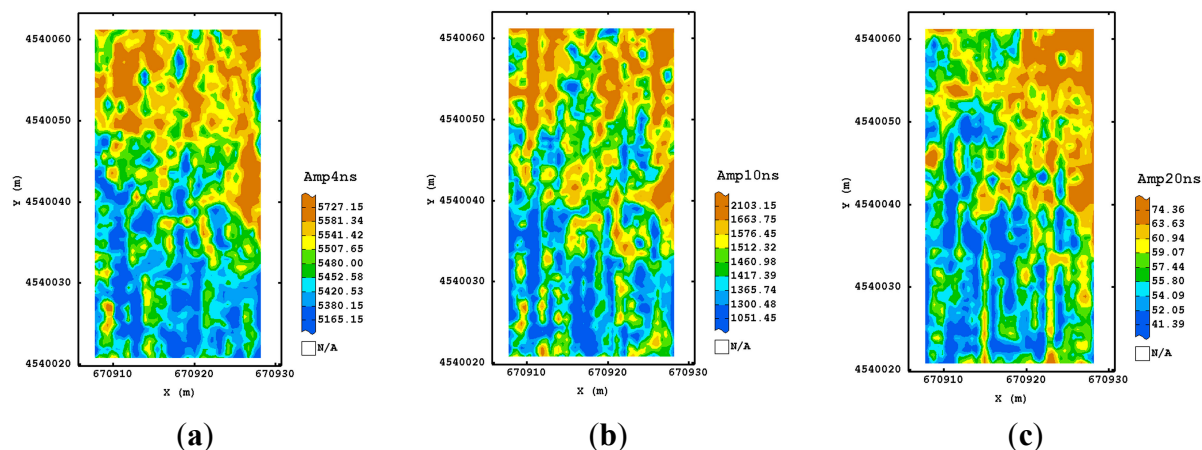 4540060
4540050
4540040
4540030
4540020
Y (m)
670910 670920 670930
X (m)
Amp4ns
5727.15
5581.34
5541.42
5507.65
5480.00
5452.58
5420.53
5380.15
5165.15
N/A
(a)
4540060
4540050
4540040
4540030
4540020
Y (m)
670910 670920 670930
X (m)
Amp10ns
2103.15
1663.75
1576.45
1512.32
1460.98
1417.39
1365.74
1300.48
1051.45
N/A
(b)
4540060
4540050
4540040
4540030
4540020
Y (m)
670910 670920 670930
X (m)
Amp20ns
74.36
63.63
60.94
59.07
57.44
55.80
54.09
52.05
41.39
N/A
(c)